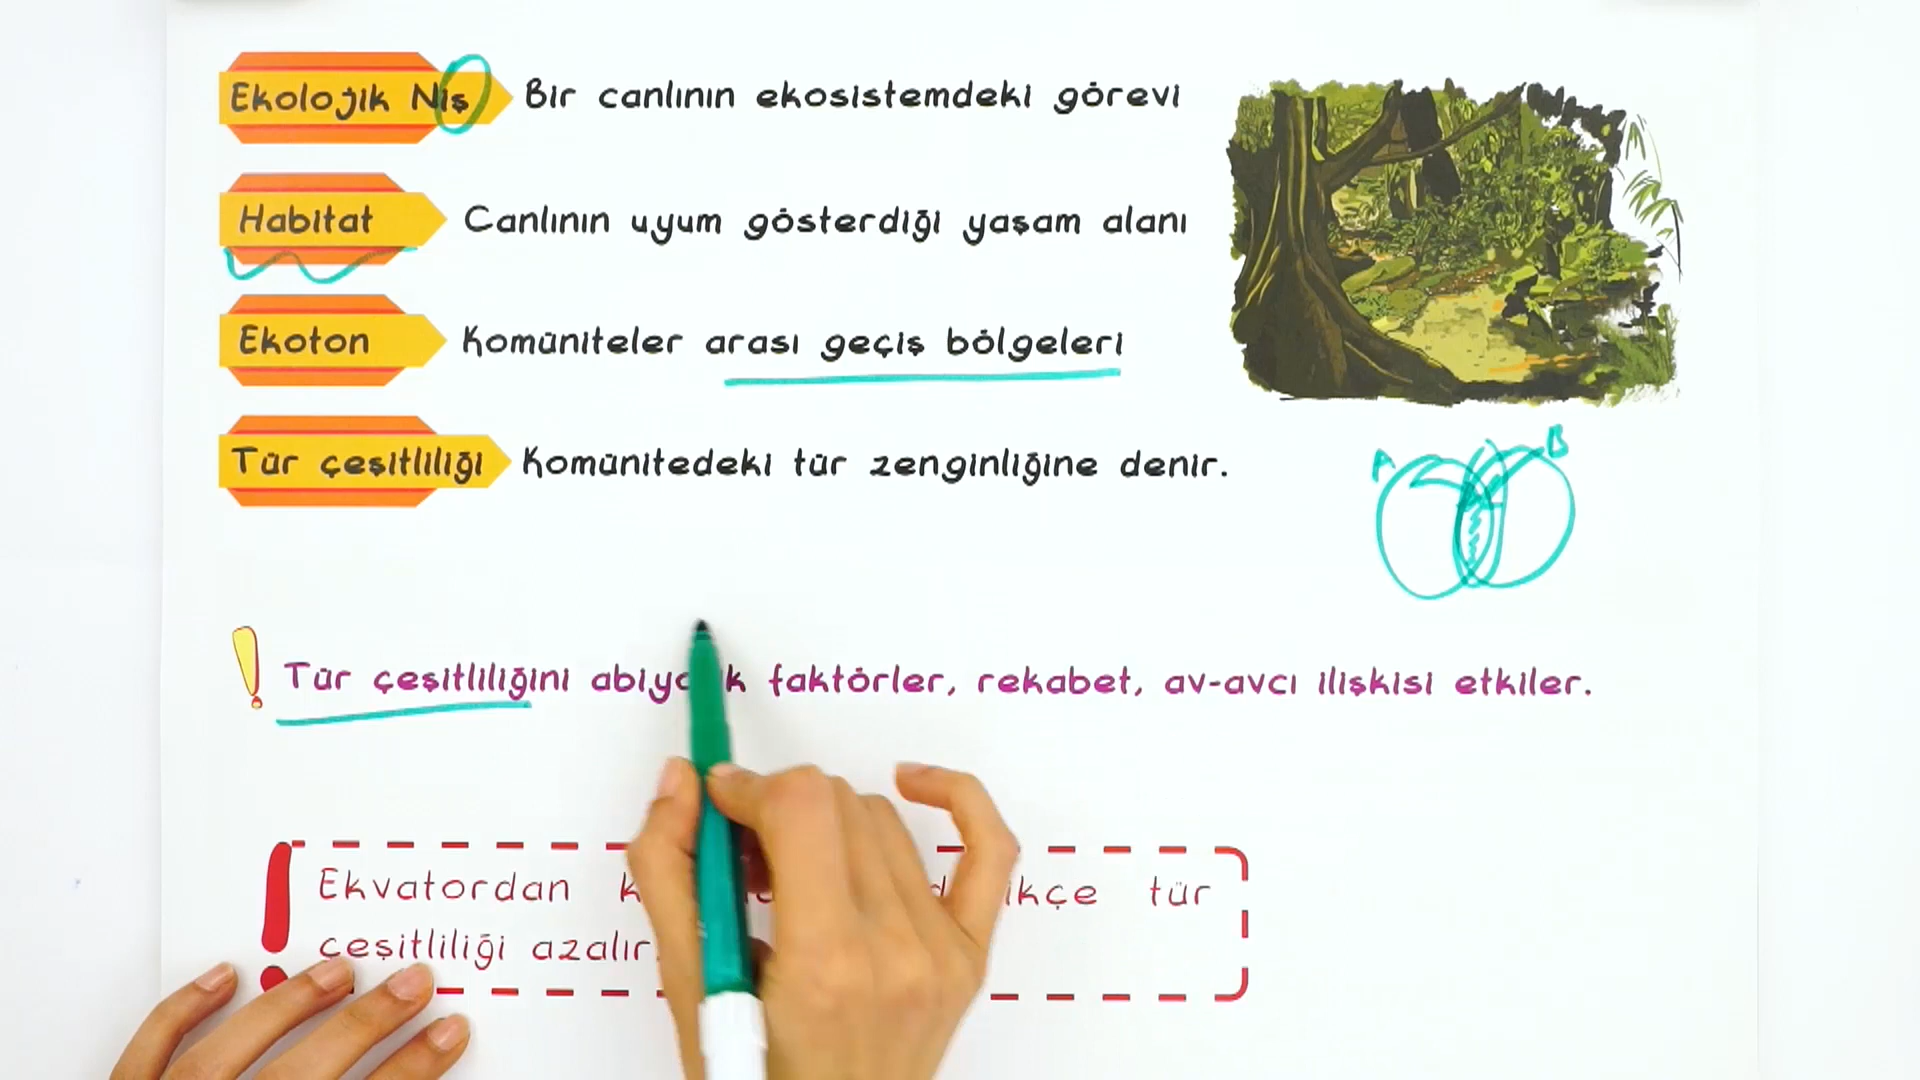 Ekolojik Niş Bir canlının ekosistemdeki görevi
Habitat Canlının uyum gösterdiği yaşam alanı
Ekoton Komüniteler arası geçiş bölgeleri
Tür çeşitliliği Komünitedeki tür zenginliğine denir.
A B
Tür çeşitliliğini faktörler, rekabet, av-avcı ilişkisi etkiler.
Ekvatordan tür
çeşitliliği azalır.